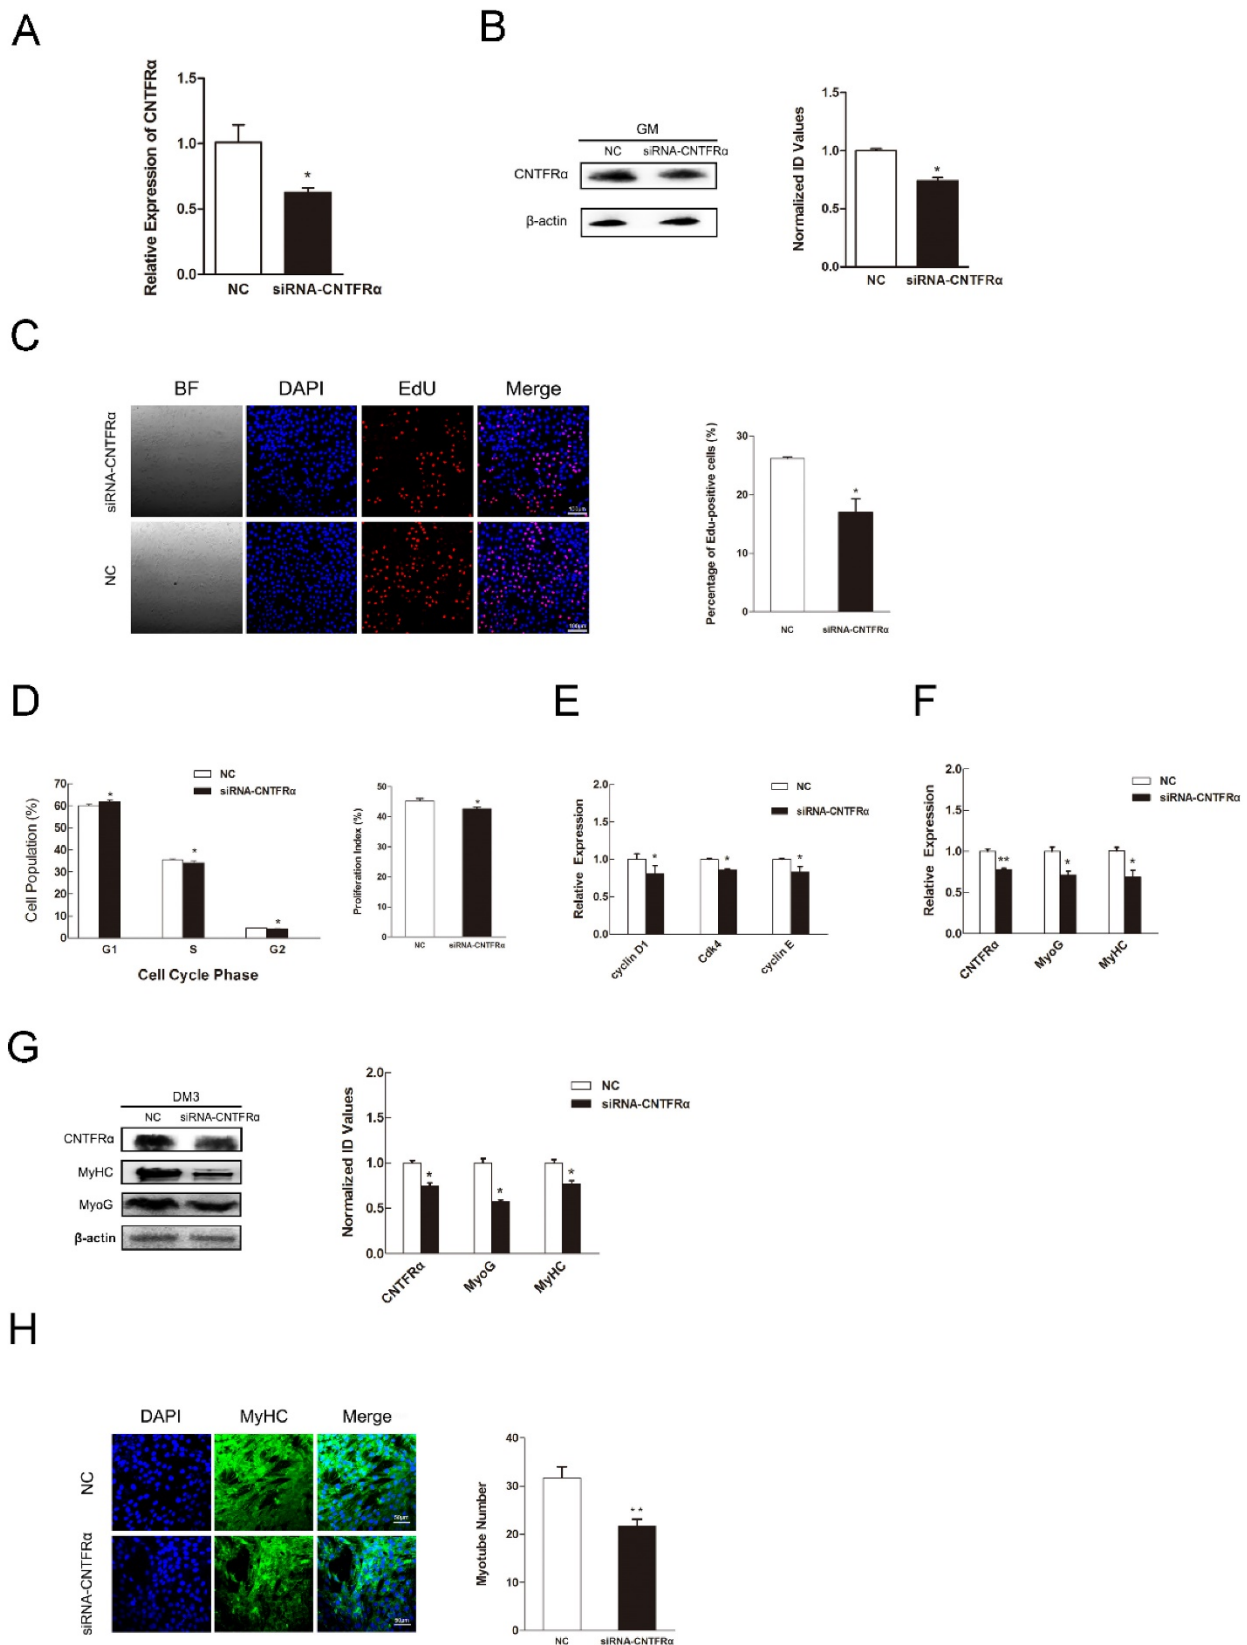 A
Relative Expression of CNTFRα
1.5
1.0
0.5
0.0
*
NC
siRNA-CNTFRα
B
GM
NC siRNA-CNTFRα
CNTFRα
β-actin
Normalized ID Values
1.5
1.0
0.5
0.0
*
NC
siRNA-CNTFRα
C
BF DAPI EdU Merge
siRNA-CNTFRα
100μm
NC
100μm
Percentage of Edu-positive cells (%)
30
20
10
0
*
NC
siRNA-CNTFRα
D
Cell Population (%)
70
60
50
40
30
20
10
0
NC
siRNA-CNTFRα
*
*
*
G1 S G2
Cell Cycle Phase
Proliferation Index (%)
50
40
30
20
10
0
*
NC
siRNA-CNTFRα
E
Relative Expression
2.0
1.5
1.0
0.5
0.0
NC
siRNA-CNTFRα
* * *
cyclin D1
Cdk4
cyclin E
F
Relative Expression
2.0
1.5
1.0
0.5
0.0
NC
siRNA-CNTFRα
** * *
CNTFRα
MyoG
MyHC
G
DM3
NC siRNA-CNTFRα
CNTFRα
MyHC
MyoG
β-actin
Normalized ID Values
2.0
1.5
1.0
0.5
0.0
NC
siRNA-CNTFRα
* * *
CNTFRα
MyoG
MyHC
H
DAPI MyHC Merge
NC
50μm
siRNA-CNTFRα
50μm
Myotube Number
40
30
20
10
0
**
NC
siRNA-CNTFRα